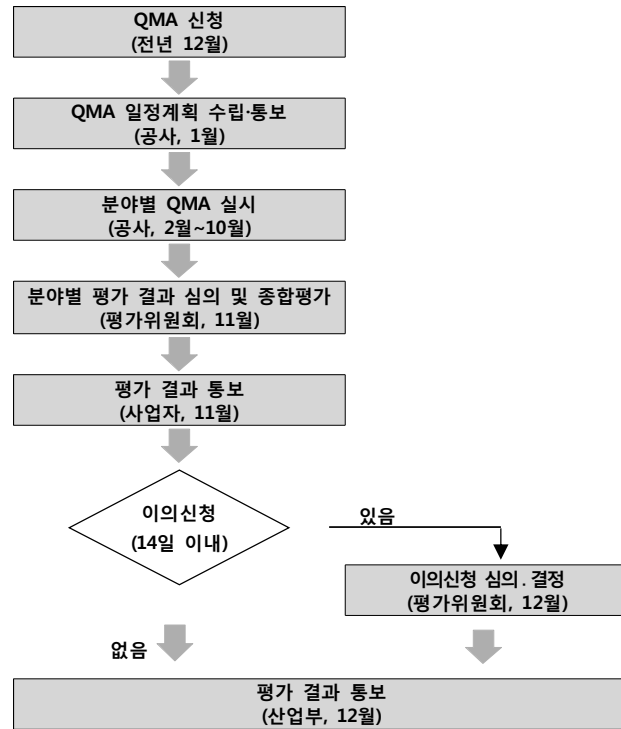 QMA 신청
(전년 12월)
QMA 일정계획 수립·통보
(공사, 1월)
분야별 QMA 실시
(공사, 2월~10월)
분야별 평가 결과 심의 및 종합평가
(평가위원회, 11월)
평가 결과 통보
(사업자, 11월)
이의신청
(14일 이내)
있음
이의신청 심의.결정
(평가위원회, 12월)
없음
평가 결과 통보
(산업부, 12월)